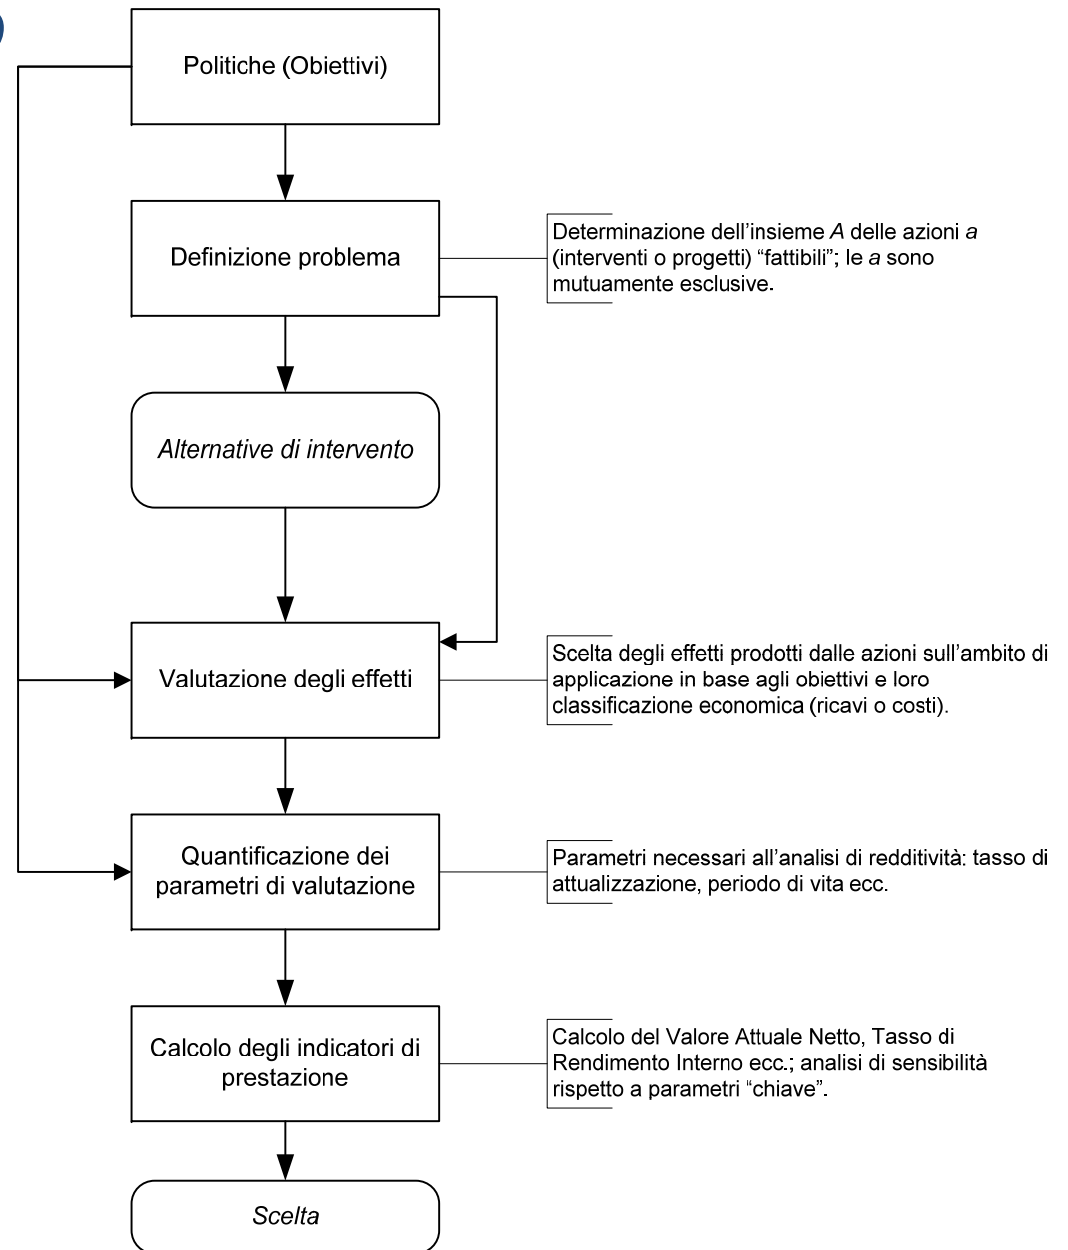 Politiche (Obiettivi)
Definizione problema
Determinazione dell'insieme A delle azioni a
(interventi o progetti) “fattibili”; le a sono
mutuamente esclusive.
Alternative di intervento
Valutazione degli effetti
Scelta degli effetti prodotti dalle azioni sull'ambito di
applicazione in base agli obiettivi e loro
classificazione economica (ricavi o costi).
Quantificazione dei
parametri di valutazione
Parametri necessari all'analisi di redditività: tasso di
attualizzazione, periodo di vita ecc.
Calcolo degli indicatori di
prestazione
Calcolo del Valore Attuale Netto, Tasso di
Rendimento Interno ecc.; analisi di sensibilità
rispetto a parametri “chiave”.
Scelta